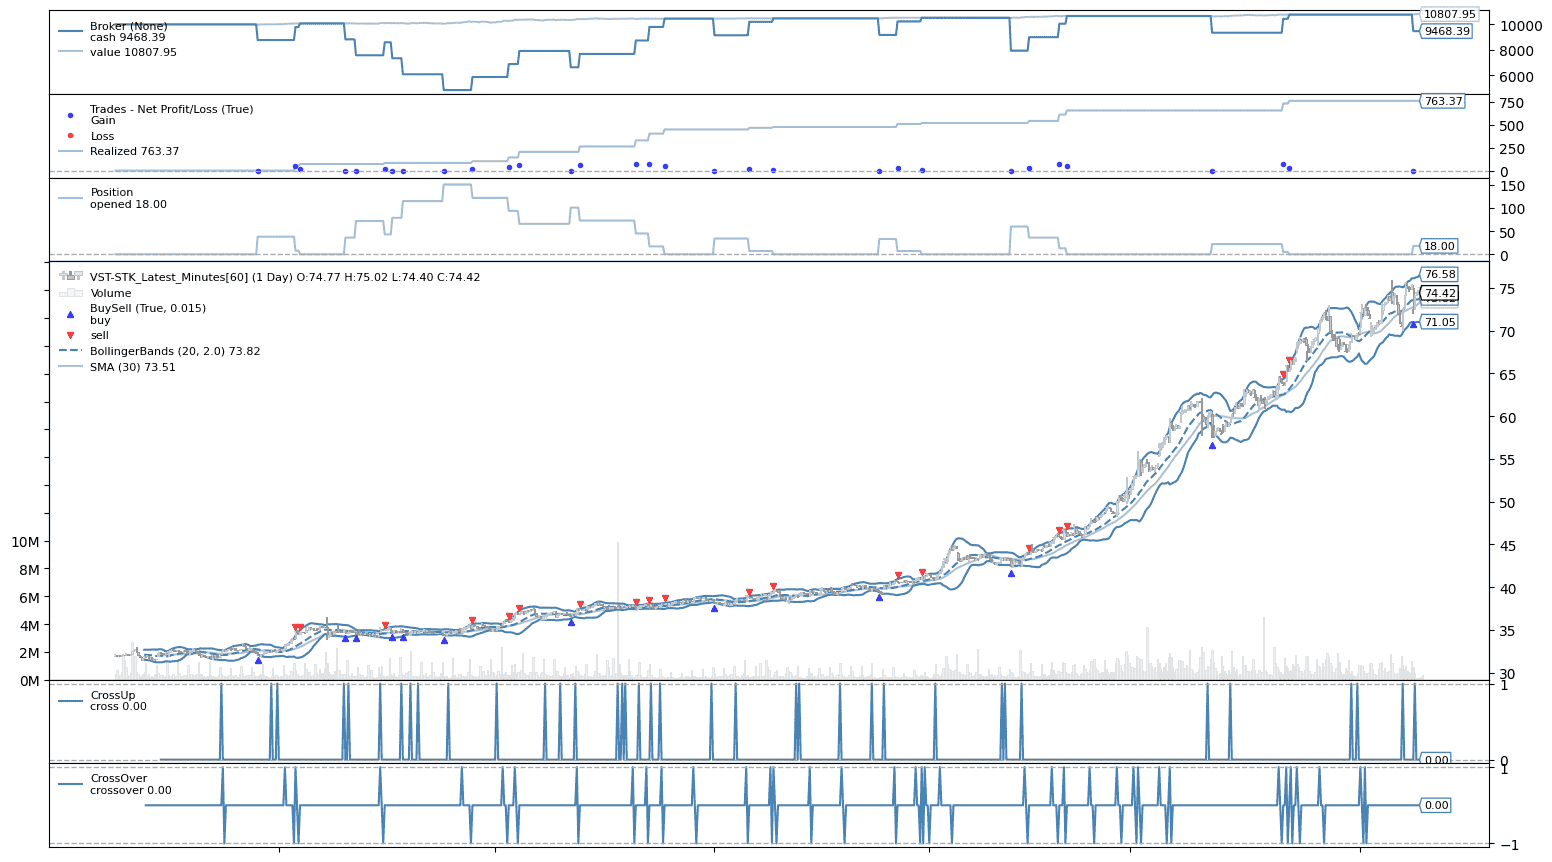 Broker (None)
cash 9468.39
value 10807.95
10807.95
10000
9468.39
8000
6000
Trades - Net Profit/Loss (True)
Gain
Loss
Realized 763.37
763.37
750
500
250
0
Position
opened 18.00
150
100
50
18.00
0
VST-STK_Latest_Minutes[60] (1 Day) O:74.77 H:75.02 L:74.40 C:74.42
Volume
BuySell (True, 0.015)
buy
sell
BollingerBands (20, 2.0) 73.82
SMA (30) 73.51
76.58
75
74.42
71.05
70
65
60
55
50
45
40
35
30
10M
8M
6M
4M
2M
0M
CrossUp
cross 0.00
1
0.00
0
CrossOver
crossover 0.00
1
0.00
−1